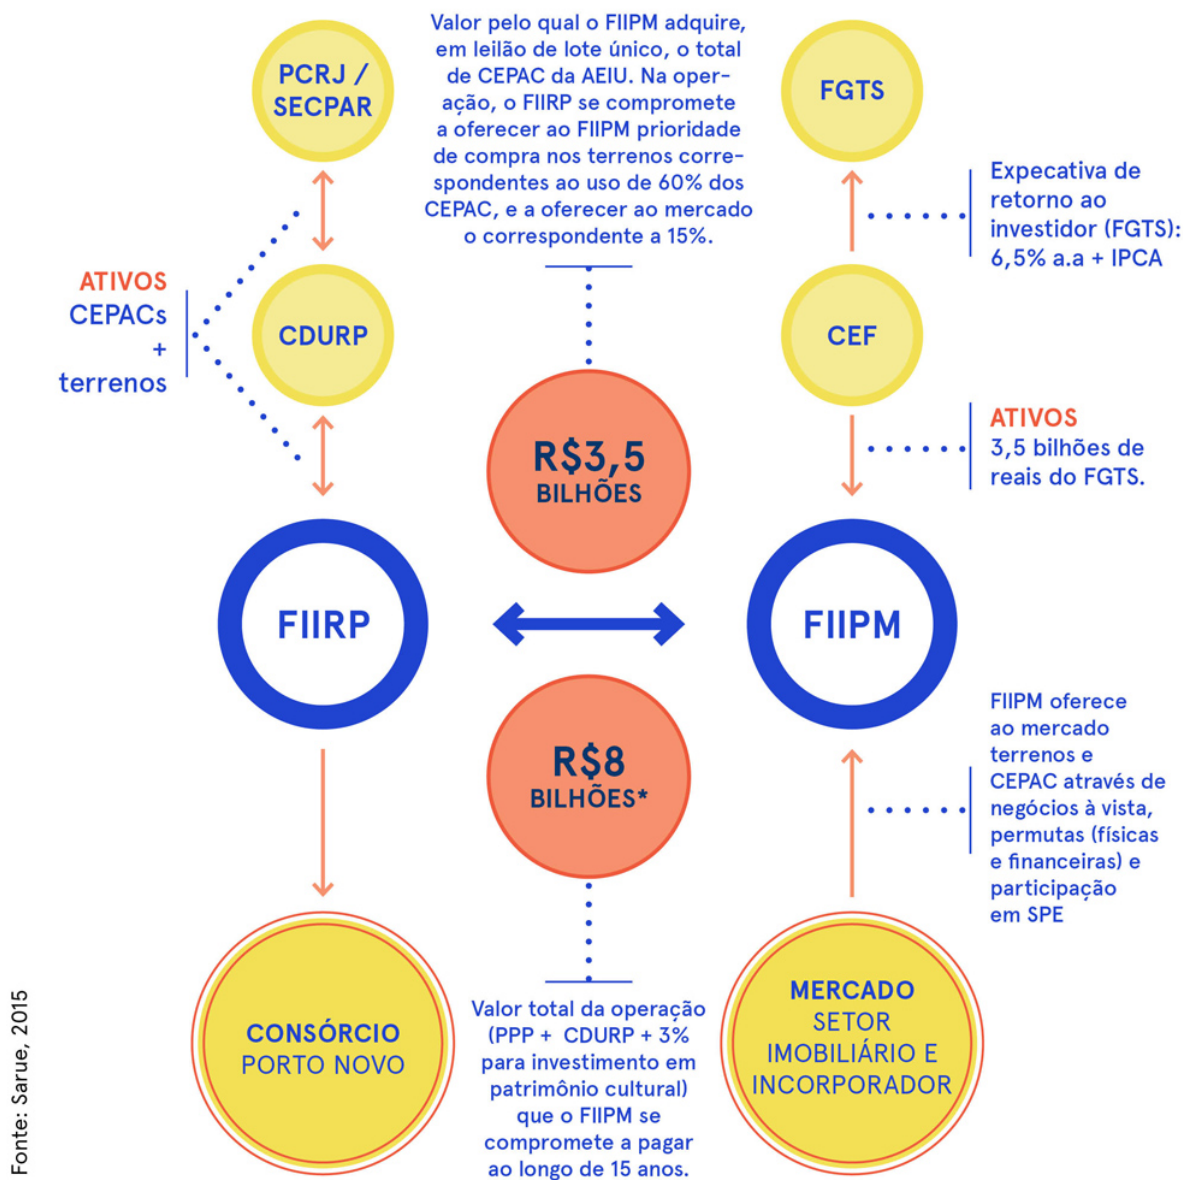 Valor pelo qual o FIIPM adquire,
em leilão de lote único, o total
de CEPAC da AEIU. Na oper-
ação, o FIIRP se compromete
a oferecer ao FIIPM prioridade
de compra nos terrenos corre-
spondentes ao uso de 60% dos
CEPAC, e a oferecer ao mercado
o correspondente a 15%.
PCRJ /
SECPAR
FGTS
Expecativa de
retorno ao
investidor (FGTS):
6,5% a.a + IPCA
ATIVOS
CEPACs
+
terrenos
CDURP
CEF
R$3,5
BILHÕES
ATIVOS
3,5 bilhões de
reais do FGTS.
FIIRP
FIIPM
R$8
BILHÕES*
FIIPM oferece
ao mercado
terrenos e
CEPAC através de
negócios à vista,
permutas (físicas
e financeiras) e
participação
em SPE
CONSÓRCIO
PORTO NOVO
Valor total da operação
(PPP + CDURP + 3%
para investimento em
patrimônio cultural)
que o FIIPM se
compromete a pagar
ao longo de 15 anos.
MERCADO
SETOR
IMOBILIÁRIO E
INCORPORADOR
Fonte: Sarue, 2015